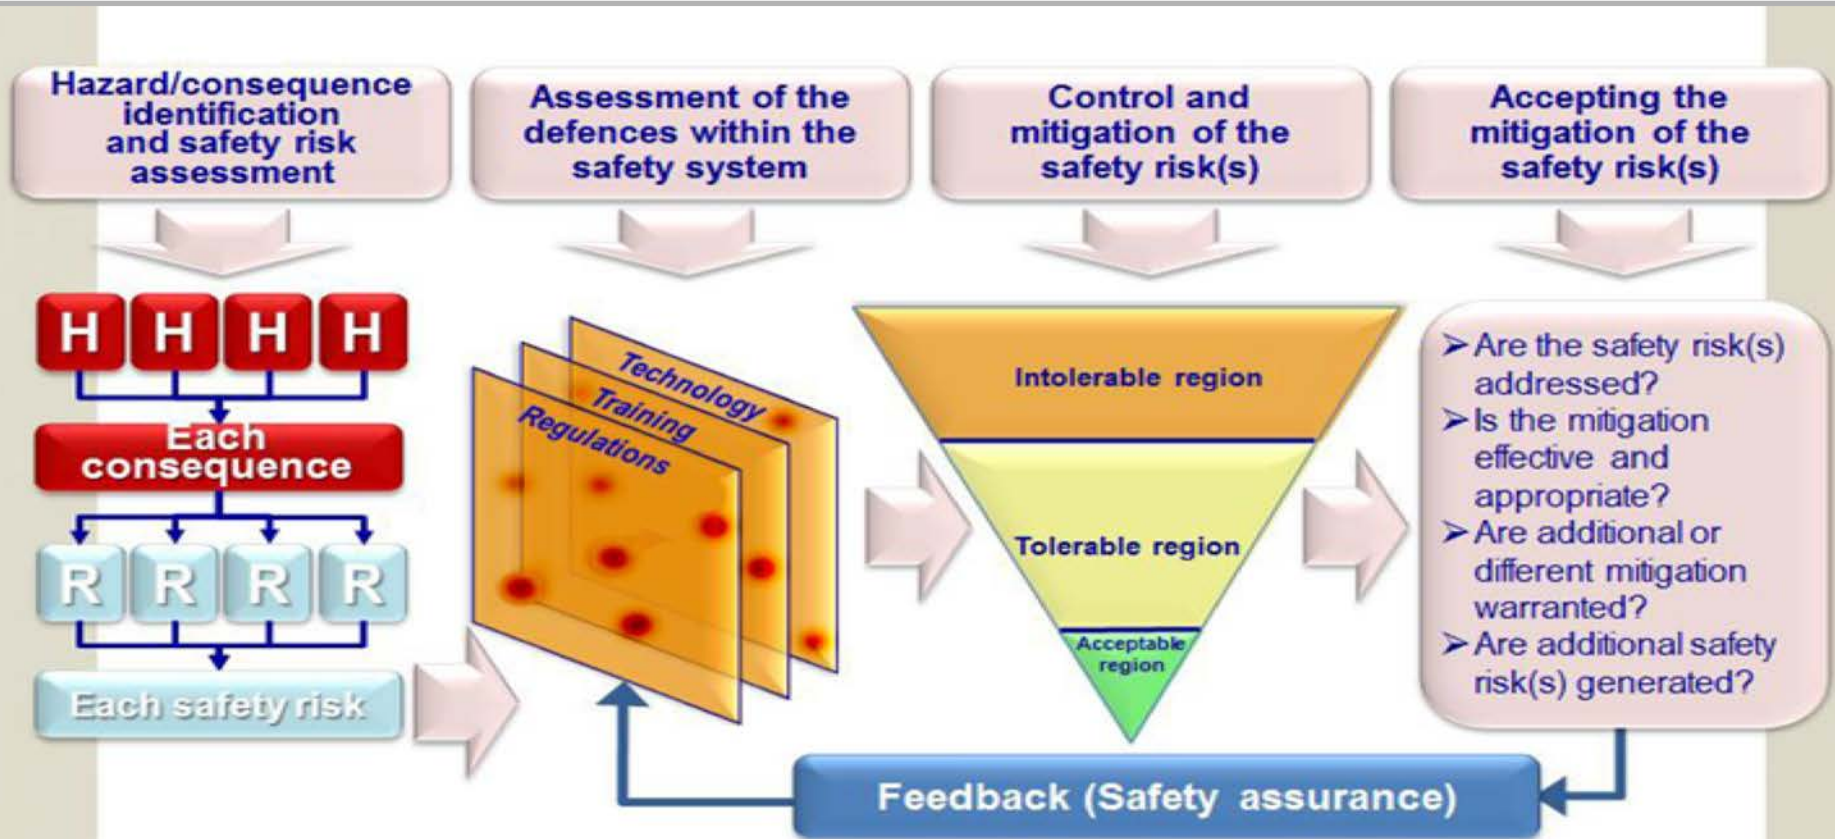 Hazard/consequence
identification
and safety risk
assessment
Assessment of the
defences within the
safety system
Control and
mitigation of the
safety risk(s)
Accepting the
mitigation of the
safety risk(s)
H H H H
Each
consequence
R R R R
Each safety risk
Technology
Training
Regulations
Intolerable region
Tolerable region
Acceptable
region
➢Are the safety risk(s)
addressed?
➢Is the mitigation
effective and
appropriate?
➢Are additional or
different mitigation
warranted?
➢Are additional safety
risk(s) generated?
Feedback (Safety assurance)